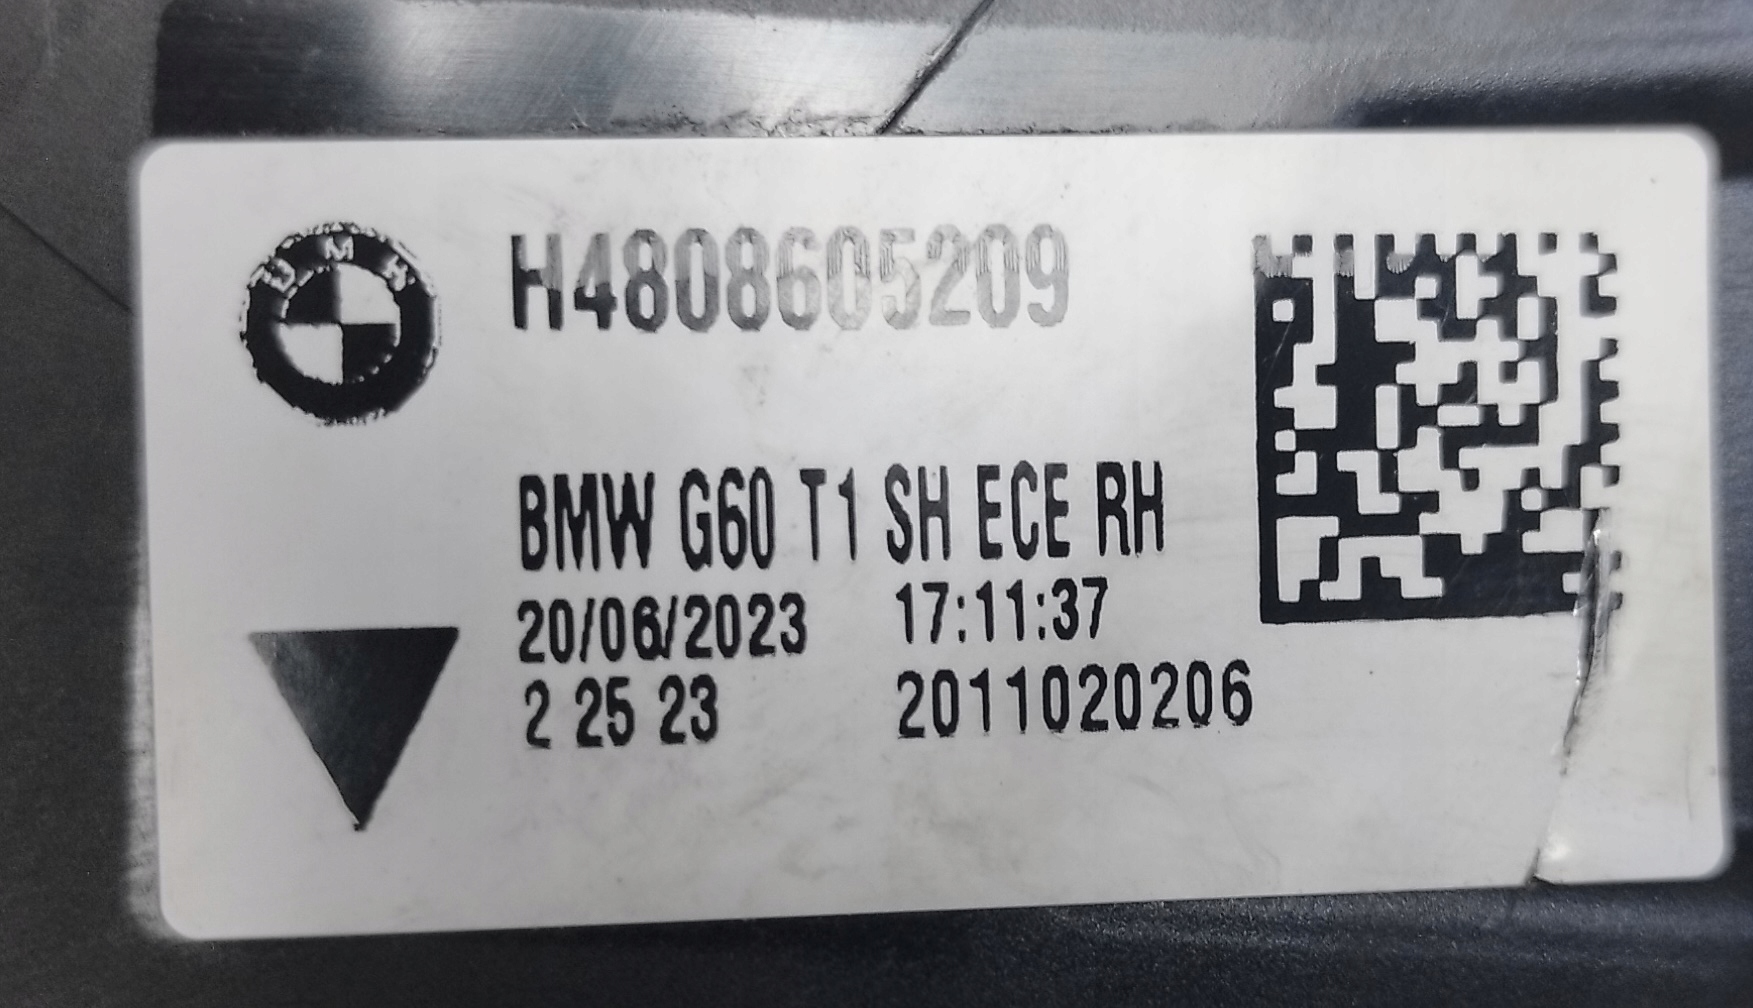 BMW
H4808605209
BMW G60 T1 SH ECE RH
20/06/2023 17:11:37
2 25 23 2011020206